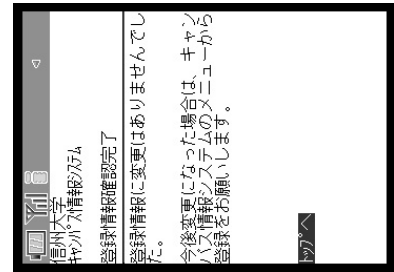 信州大学
ｷｬﾝﾊﾟｽ情報ｼｽﾃﾑ
登録情報確認完了
登録情報に変更はありませんでし
た。
今後変更になった場合は、キャン
パス情報システムのメニューから
登録をお願いします。
ﾄｯﾌﾟへ